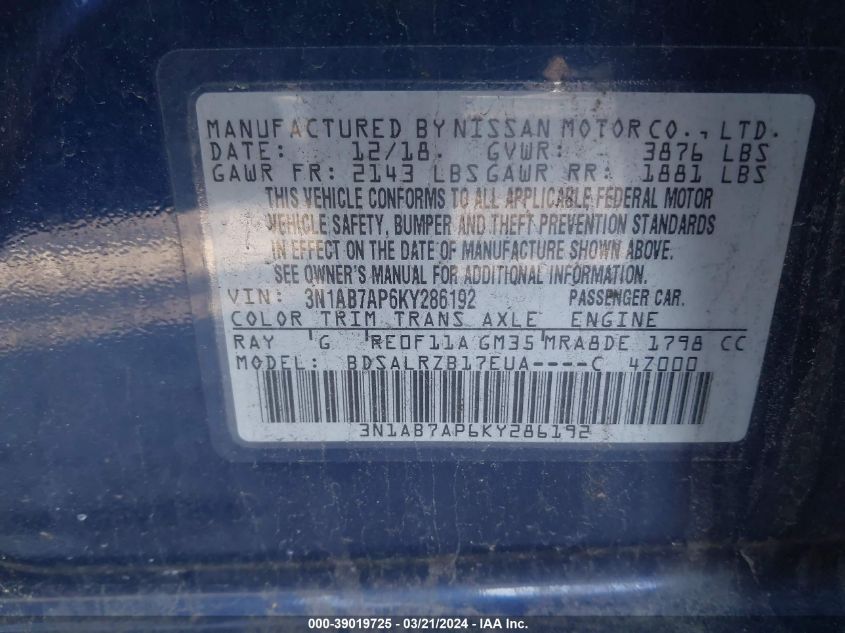 MANUFACTURED BY NISSAN MOTOR CO., LTD.
DATE: 12/18. GVWR: 3876 LBS
GAWR FR: 2143 LBS GAWR RR: 1881 LBS
THIS VEHICLE CONFORMS TO ALL APPLICABLE FEDERAL MOTOR
VEHICLE SAFETY, BUMPER AND THEFT PREVENTION STANDARDS
IN EFFECT ON THE DATE OF MANUFACTURE SHOWN ABOVE.
SEE OWNER'S MANUAL FOR ADDITIONAL INFORMATION.
VIN: 3N1AB7AP6KY286192 PASSENGER CAR.
COLOR TRIM TRANS AXLE ENGINE
RAY G RE0F11A GM35 MRA8DE 1798 CC
MODEL: BDSALRZB17EUA----C 4Z000
3N1AB7AP6KY286192
000-39019725 - 03/21/2024 - IAA Inc.